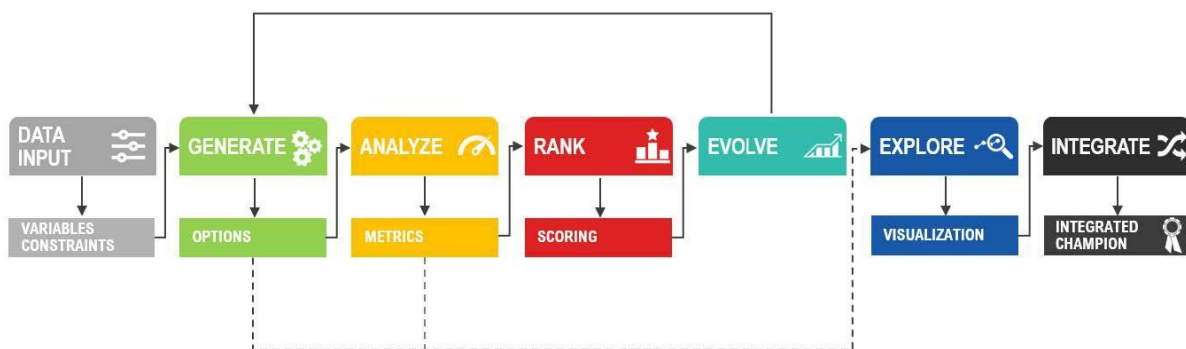 DATA
INPUT
GENERATE
ANALYZE
RANK
EVOLVE
EXPLORE
INTEGRATE
VARIABLES
CONSTRAINTS
OPTIONS
METRICS
SCORING
VISUALIZATION
INTEGRATED
CHAMPION